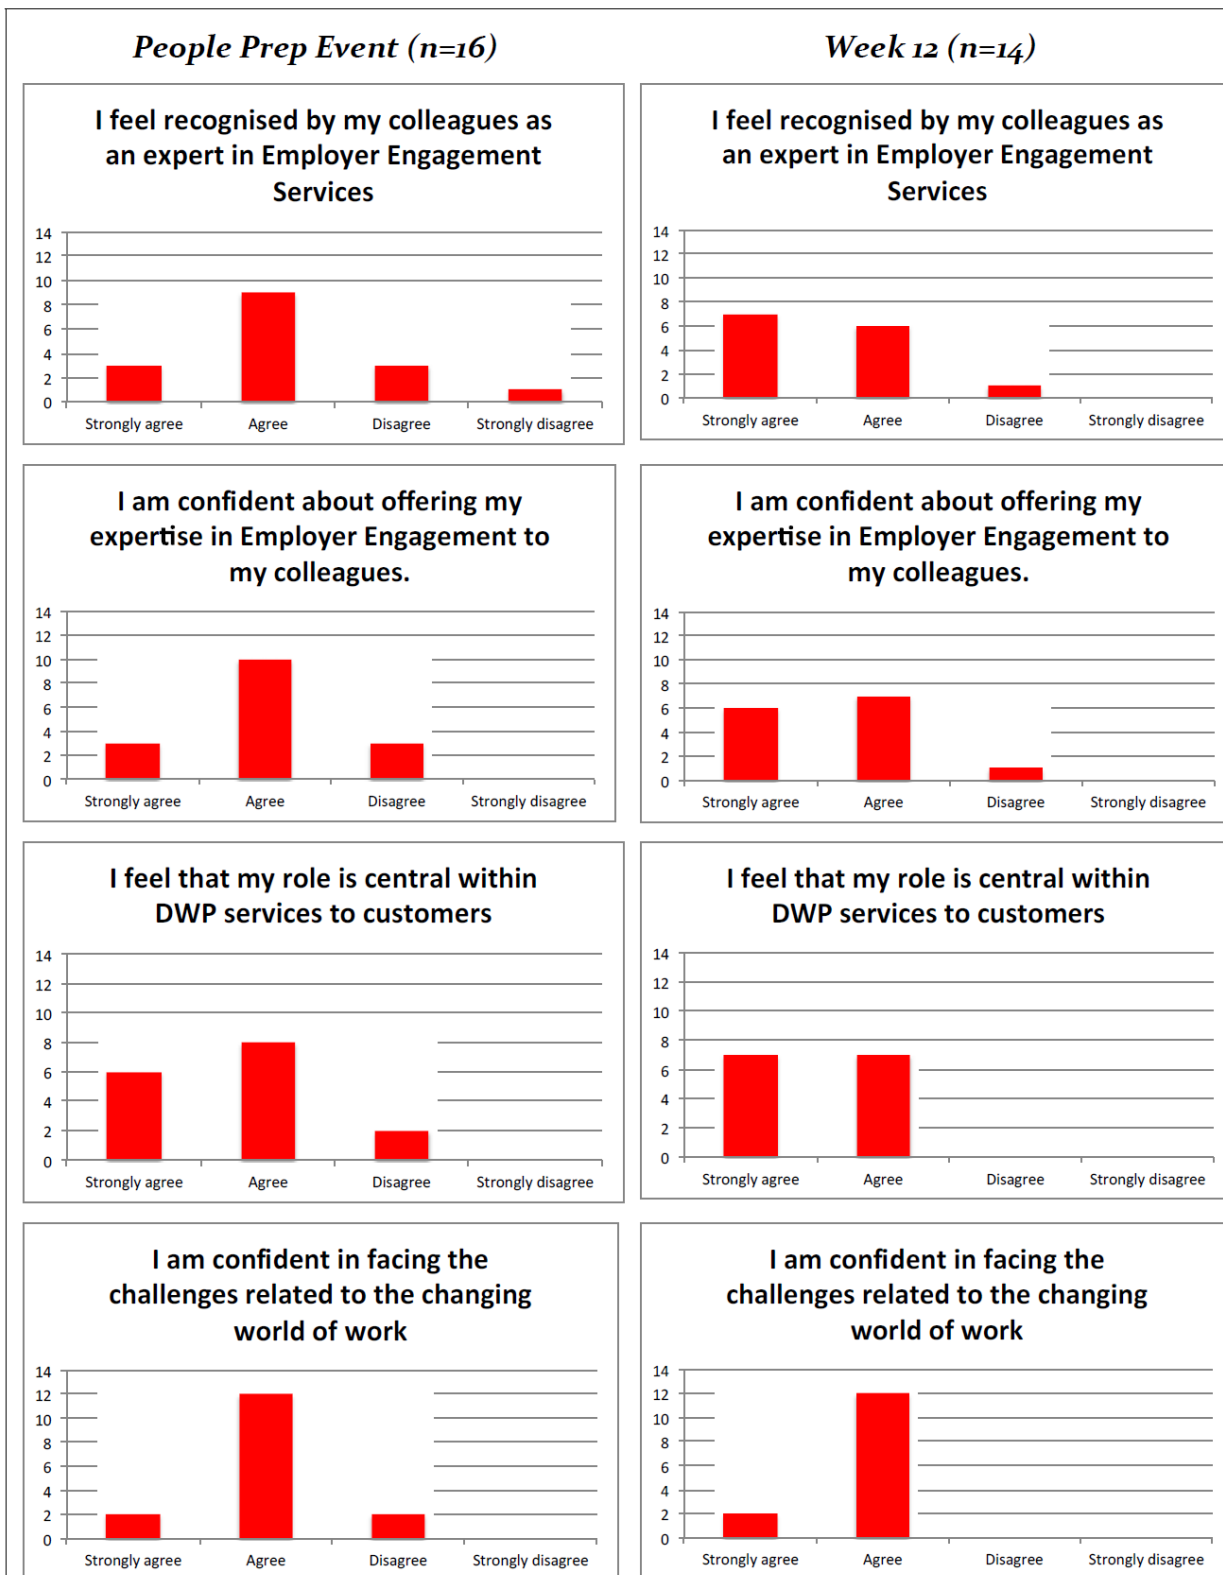 People Prep Event (n=16)
Week 12 (n=14)
I feel recognised by my colleagues as
an expert in Employer Engagement
Services
14
12
10
8
6
4
2
0
Strongly agree Agree Disagree Strongly disagree
I feel recognised by my colleagues as
an expert in Employer Engagement
Services
14
12
10
8
6
4
2
0
Strongly agree Agree Disagree Strongly disagree
I am confident about offering my
expertise in Employer Engagement to
my colleagues.
14
12
10
8
6
4
2
0
Strongly agree Agree Disagree Strongly disagree
I am confident about offering my
expertise in Employer Engagement to
my colleagues.
14
12
10
8
6
4
2
0
Strongly agree Agree Disagree Strongly disagree
I feel that my role is central within
DWP services to customers
14
12
10
8
6
4
2
0
Strongly agree Agree Disagree Strongly disagree
I feel that my role is central within
DWP services to customers
14
12
10
8
6
4
2
0
Strongly agree Agree Disagree Strongly disagree
I am confident in facing the
challenges related to the changing
world of work
14
12
10
8
6
4
2
0
Strongly agree Agree Disagree Strongly disagree
I am confident in facing the
challenges related to the changing
world of work
14
12
10
8
6
4
2
0
Strongly agree Agree Disagree Strongly disagree